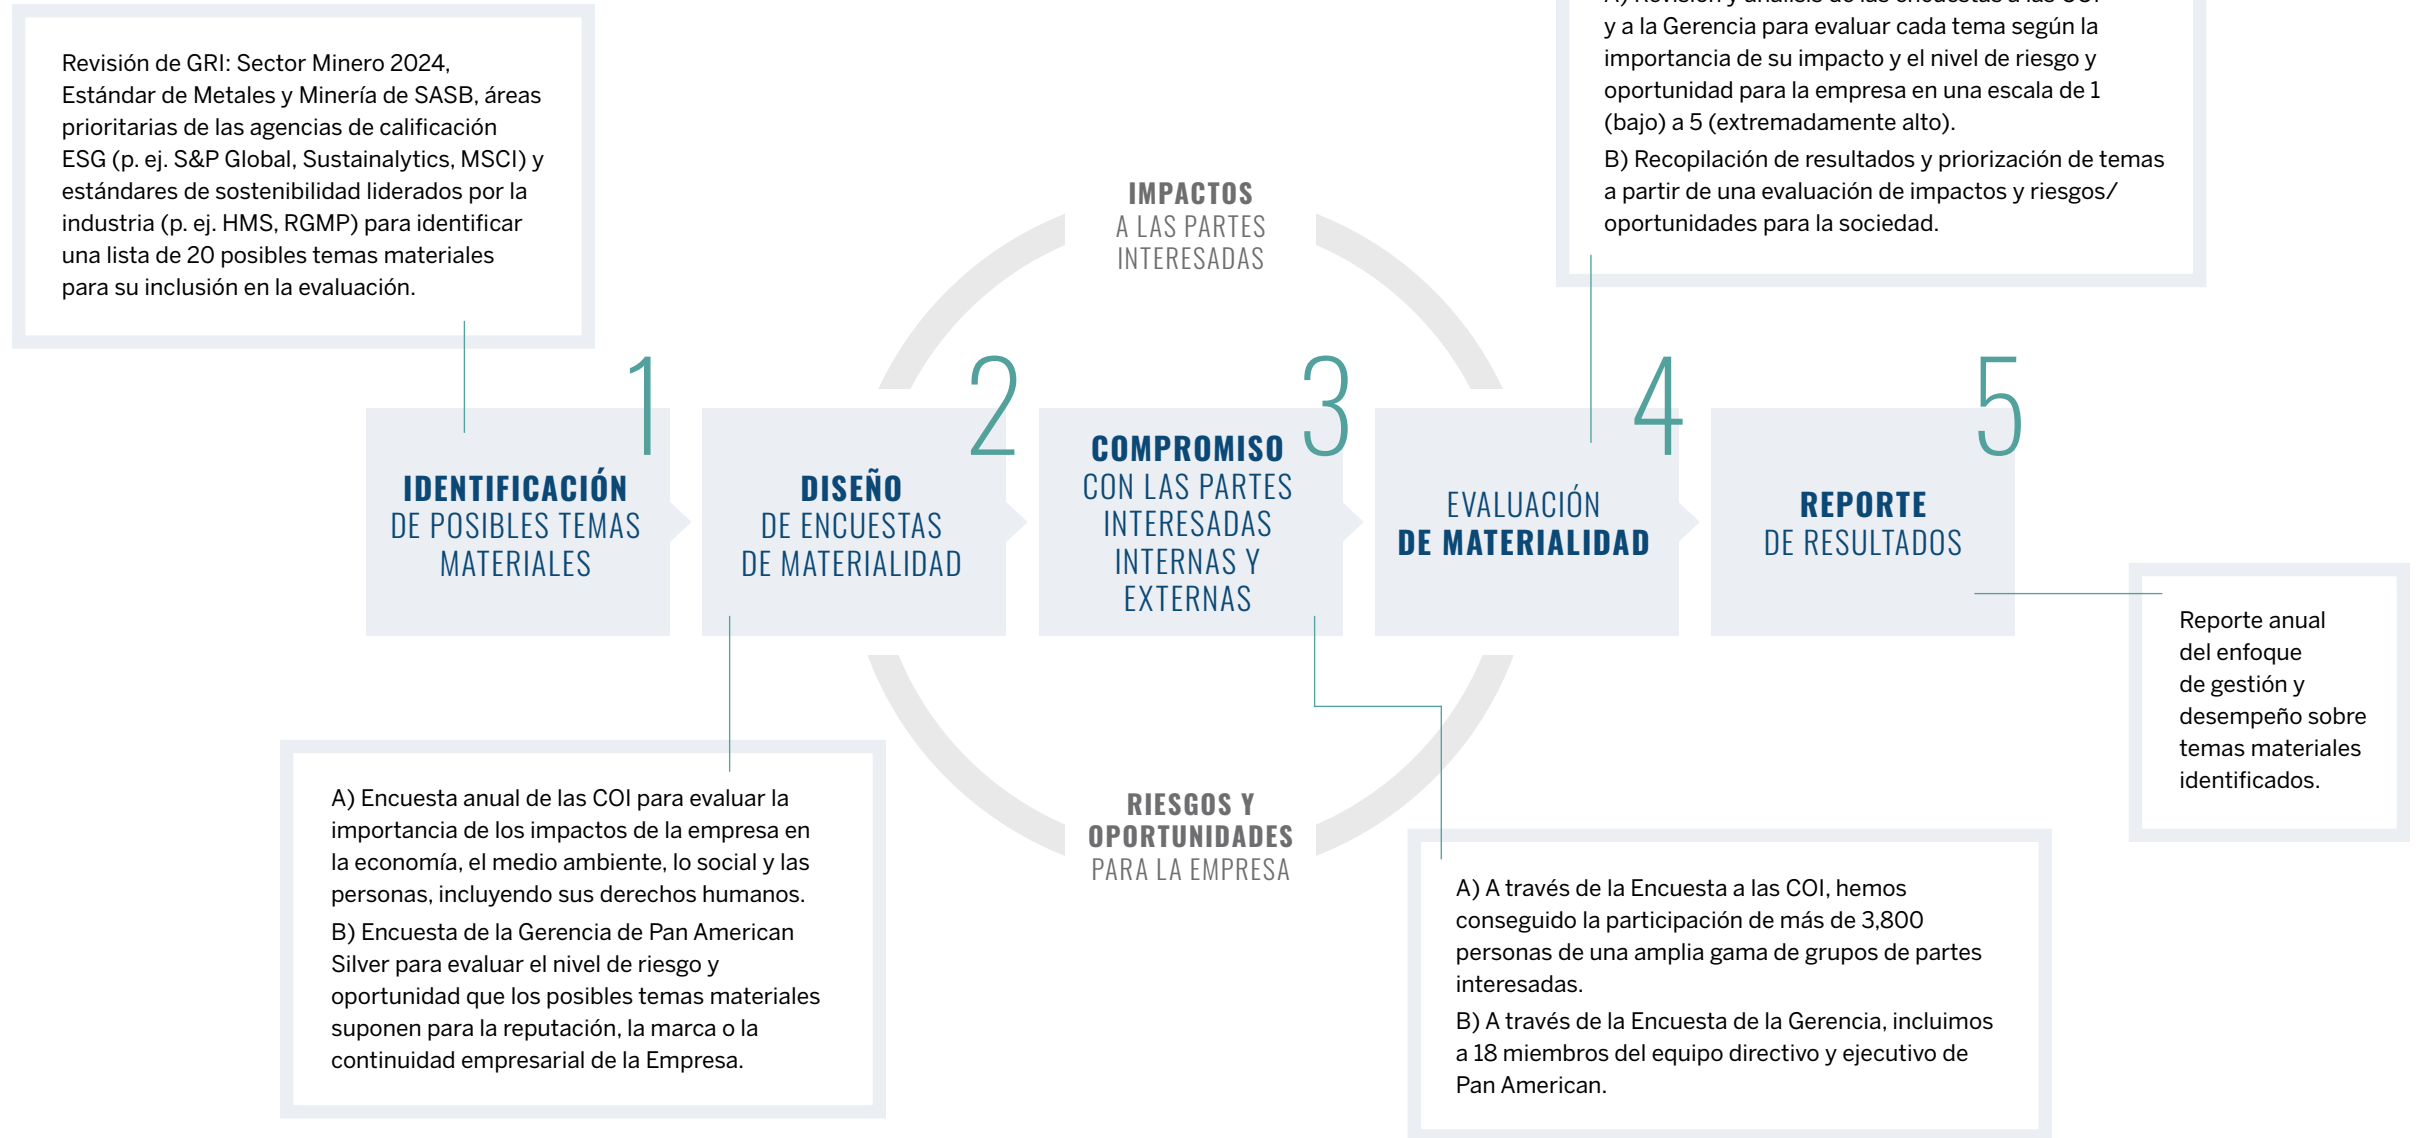 Revisión de GRI: Sector Minero 2024,
Estándar de Metales y Minería de SASB, áreas
prioritarias de las agencias de calificación
ESG (p. ej. S&P Global, Sustainalytics, MSCI) y
estándares de sostenibilidad liderados por la
industria (p. ej. HMS, RGMP) para identificar
una lista de 20 posibles temas materiales
para su inclusión en la evaluación.
A) Revisión y análisis de las encuestas a las COI
y a la Gerencia para evaluar cada tema según la
importancia de su impacto y el nivel de riesgo y
oportunidad para la empresa en una escala de 1
(bajo) a 5 (extremadamente alto).
B) Recopilación de resultados y priorización de temas
a partir de una evaluación de impactos y riesgos/
oportunidades para la sociedad.
IMPACTOS
A LAS PARTES
INTERESADAS
1
IDENTIFICACIÓN
DE POSIBLES TEMAS
MATERIALES
2
DISEÑO
DE ENCUESTAS
DE MATERIALIDAD
3
COMPROMISO
CON LAS PARTES
INTERESADAS
INTERNAS Y
EXTERNAS
4
EVALUACIÓN
DE MATERIALIDAD
5
REPORTE
DE RESULTADOS
Reporte anual
del enfoque
de gestión y
desempeño sobre
temas materiales
identificados.
A) Encuesta anual de las COI para evaluar la
importancia de los impactos de la empresa en
la economía, el medio ambiente, lo social y las
personas, incluyendo sus derechos humanos.
B) Encuesta de la Gerencia de Pan American
Silver para evaluar el nivel de riesgo y
oportunidad que los posibles temas materiales
suponen para la reputación, la marca o la
continuidad empresarial de la Empresa.
RIESGOS Y
OPORTUNIDADES
PARA LA EMPRESA
A) A través de la Encuesta a las COI, hemos
conseguido la participación de más de 3,800
personas de una amplia gama de grupos de partes
interesadas.
B) A través de la Encuesta de la Gerencia, incluimos
a 18 miembros del equipo directivo y ejecutivo de
Pan American.